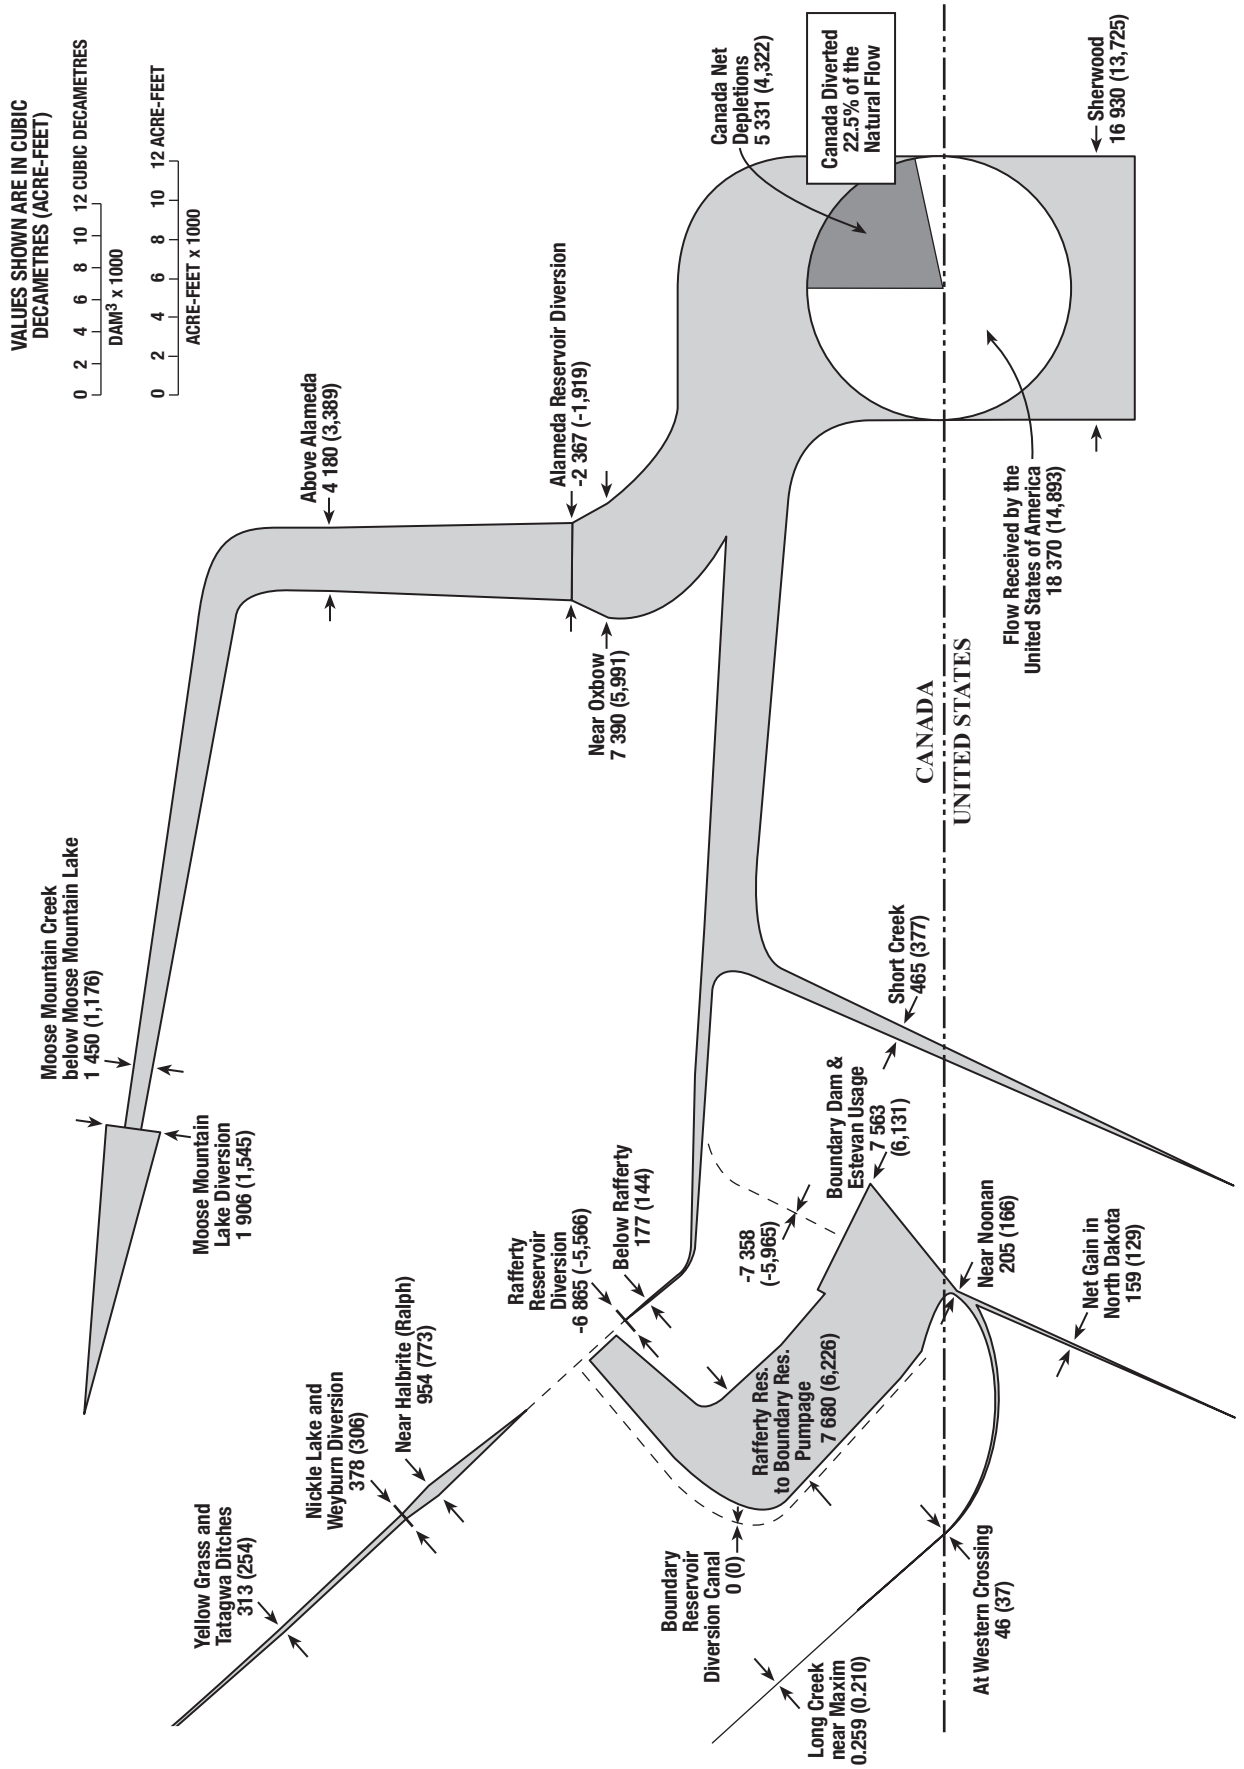 VALUES SHOWN ARE IN CUBIC
DECAMETRES (ACRE-FEET)
0 2 4 6 8 10 12 CUBIC DECAMETRES
DAM³ x 1000
0 2 4 6 8 10 12 ACRE-FEET
ACRE-FEET x 1000
Moose Mountain Creek
below Moose Mountain Lake
1 450 (1,176)
Moose Mountain
Lake Diversion
1 906 (1,545)
Above Alameda
4 180 (3,389)
Alameda Reservoir Diversion
-2 367 (-1,919)
Near Oxbow
7 390 (5,991)
Canada Net
Depletions
5 331 (4,322)
Canada Diverted
22.5% of the
Natural Flow
Sherwood
16 930 (13,725)
Flow Received by the
United States of America
18 370 (14,893)
CANADA
UNITED STATES
Yellow Grass and
Tatagwa Ditches
313 (254)
Nickle Lake and
Weyburn Diversion
378 (306)
Near Halbrite (Ralph)
954 (773)
Rafferty
Reservoir
Diversion
-6 865 (-5,566)
Below Rafferty
177 (144)
-7 358
(-5,965)
Boundary Dam &
Estevan Usage
7 563
(6,131)
Short Creek
465 (377)
Rafferty Res.
to Boundary Res.
Pumpage
7 680 (6,226)
Boundary
Reservoir
Diversion Canal
0 (0)
Near Noonan
205 (166)
Net Gain in
North Dakota
159 (129)
At Western Crossing
46 (37)
Long Creek
near Maxim
0.259 (0.210)